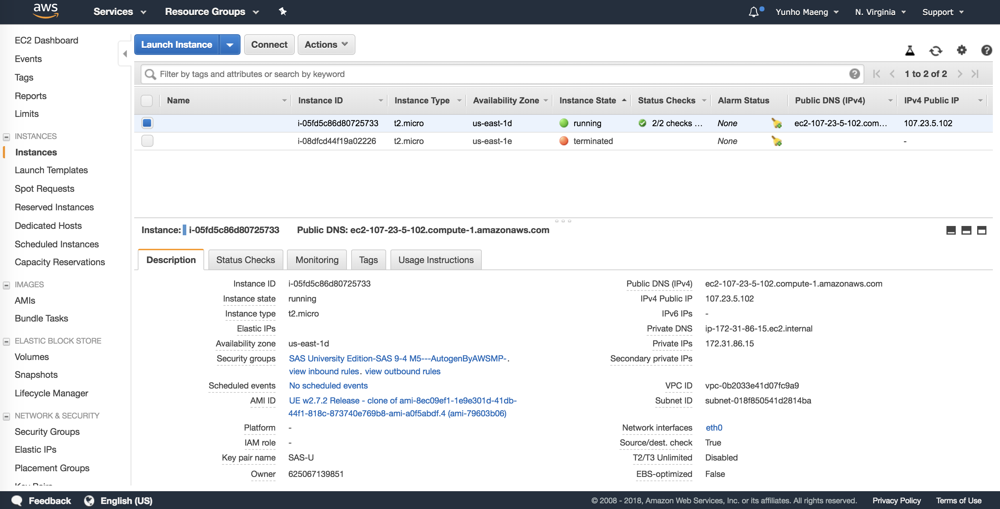 aws Services Resource Groups Yunho Maeng N. Virginia Support
EC2 Dashboard
Events
Tags
Reports
Limits
INSTANCES
Instances
Launch Templates
Spot Requests
Reserved Instances
Dedicated Hosts
Scheduled Instances
Capacity Reservations
IMAGES
AMIs
Bundle Tasks
ELASTIC BLOCK STORE
Volumes
Snapshots
Lifecycle Manager
NETWORK & SECURITY
Security Groups
Elastic IPs
Placement Groups
Key Pairs
Launch Instance Connect Actions
Filter by tags and attributes or search by keyword 1 to 2 of 2
Name Instance ID Instance Type Availability Zone Instance State Status Checks Alarm Status Public DNS (IPv4) IPv4 Public IP
i-05fd5c86d80725733 t2.micro us-east-1d running 2/2 checks ... None ec2-107-23-5-102.com... 107.23.5.102
i-08dfcd44f19a02226 t2.micro us-east-1e terminated None -
Instance: i-05fd5c86d80725733 Public DNS: ec2-107-23-5-102.compute-1.amazonaws.com
Description Status Checks Monitoring Tags Usage Instructions
Instance ID i-05fd5c86d80725733
Instance state running
Instance type t2.micro
Elastic IPs
Availability zone us-east-1d
Security groups SAS University Edition-SAS 9-4 M5---AutogenByAWSMP-.
view inbound rules. view outbound rules
Scheduled events No scheduled events
AMI ID UE w2.7.2 Release - clone of ami-8ec09ef1-1e9e301d-41db-
44f1-818c-873740e769b8-ami-a0f5abdf.4 (ami-79603b06)
Platform -
IAM role -
Key pair name SAS-U
Owner 625067139851
Public DNS (IPv4) ec2-107-23-5-102.compute-1.amazonaws.com
IPv4 Public IP 107.23.5.102
IPv6 IPs -
Private DNS ip-172-31-86-15.ec2.internal
Private IPs 172.31.86.15
Secondary private IPs
VPC ID vpc-0b2033e41d07fc9a9
Subnet ID subnet-018f850541d2814ba
Network interfaces eth0
Source/dest. check True
T2/T3 Unlimited Disabled
EBS-optimized False
Feedback English (US) © 2008 - 2018, Amazon Web Services, Inc. or its affiliates. All rights reserved. Privacy Policy Terms of Use